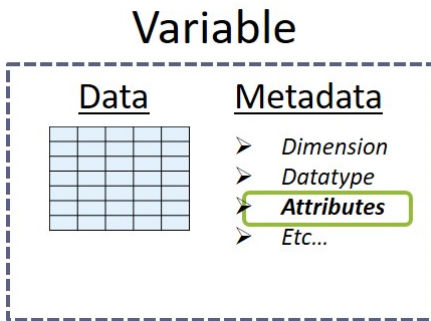 Variable
Data
Metadata
Dimension
Datatype
Attributes
Etc...